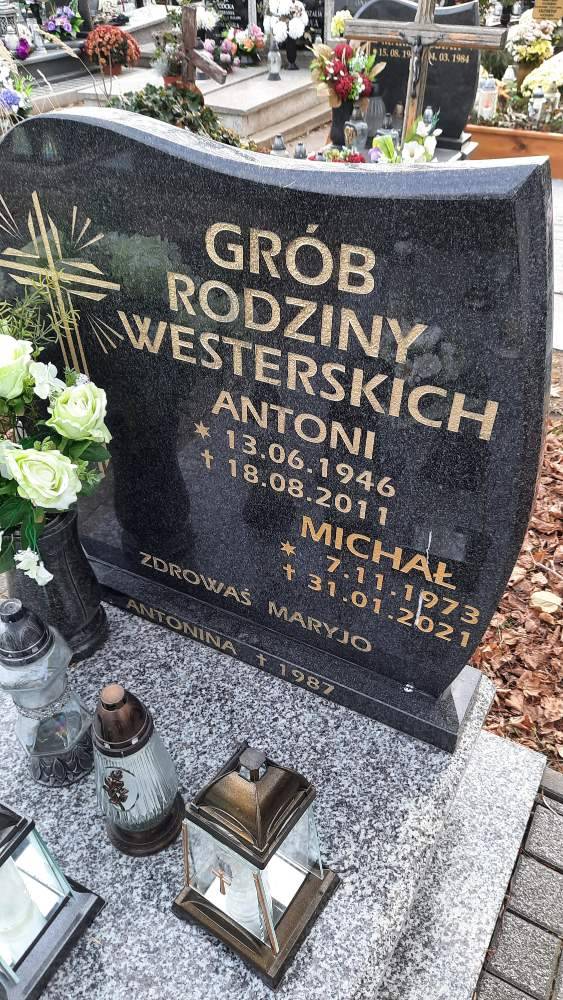 GRÓB
RODZINY
WESTERSKICH
ANTONI
* 13.06.1946
† 18.08.2011
MICHAŁ
* 7.11.1973
† 31.01.2021
ZDROWAŚ MARYJO
ANTONINA † 1987